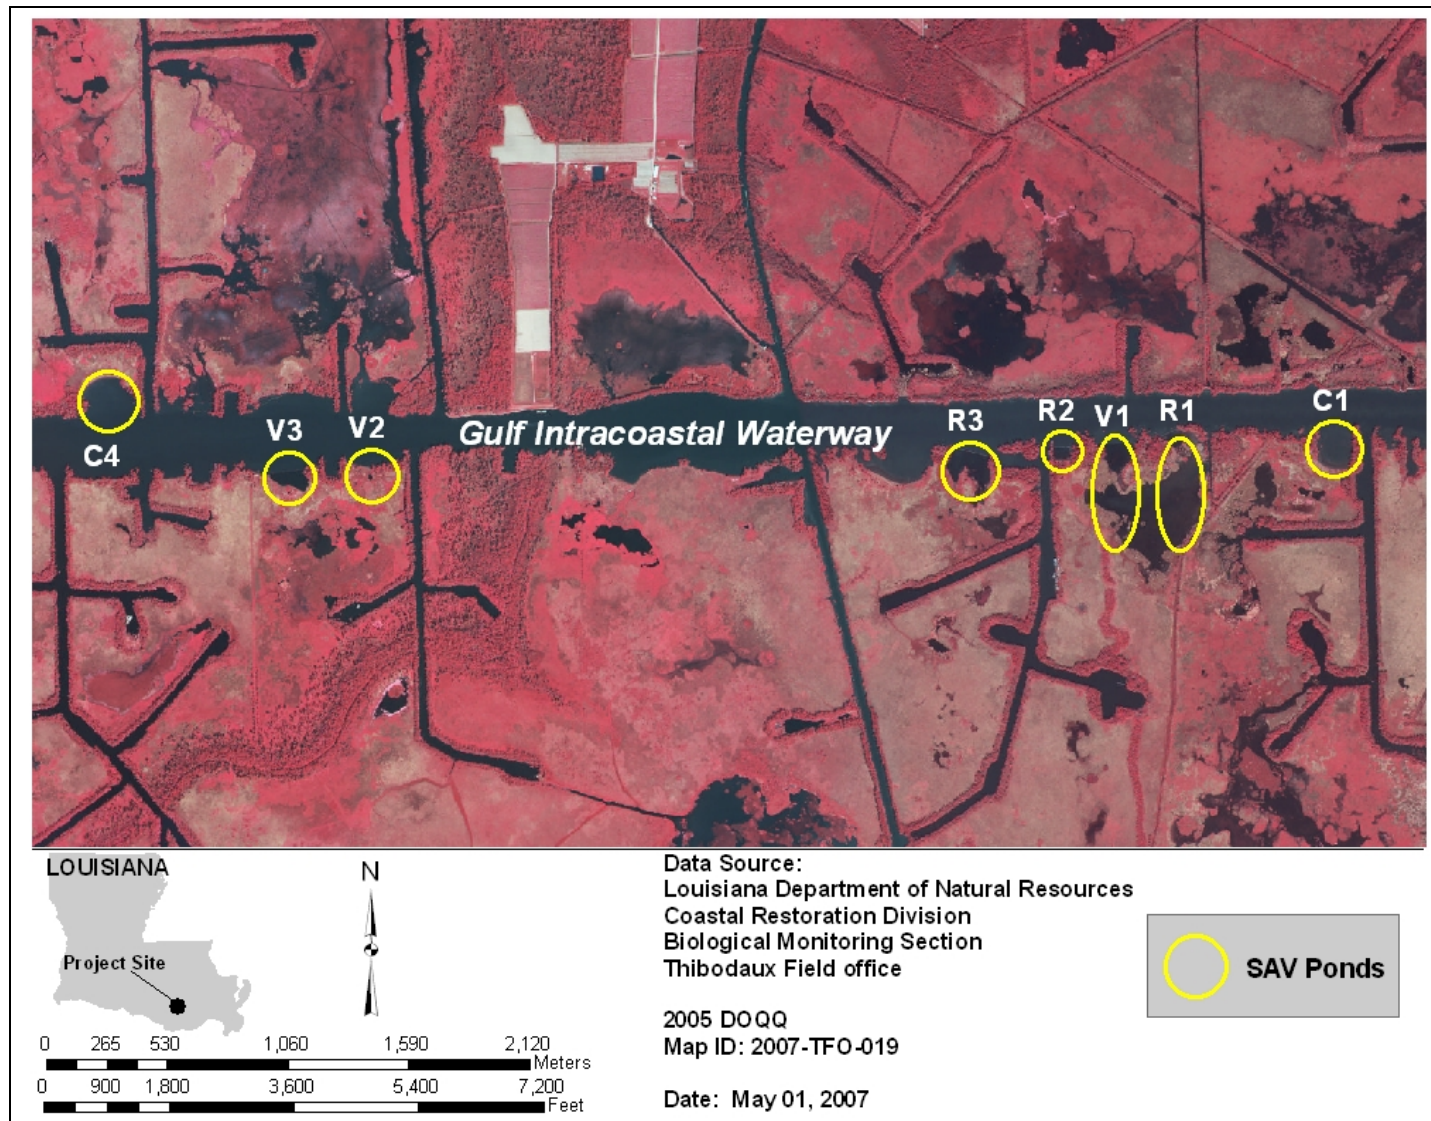 C4
V3
V2
Gulf Intracoastal Waterway
R3
R2
V1
R1
C1
LOUISIANA
Project Site
N
0 265 530 1,060 1,590 2,120
Meters
0 900 1,800 3,600 5,400 7,200
Feet
Data Source:
Louisiana Department of Natural Resources
Coastal Restoration Division
Biological Monitoring Section
Thibodaux Field office
2005 DOQQ
Map ID: 2007-TFO-019
Date: May 01, 2007
SAV Ponds